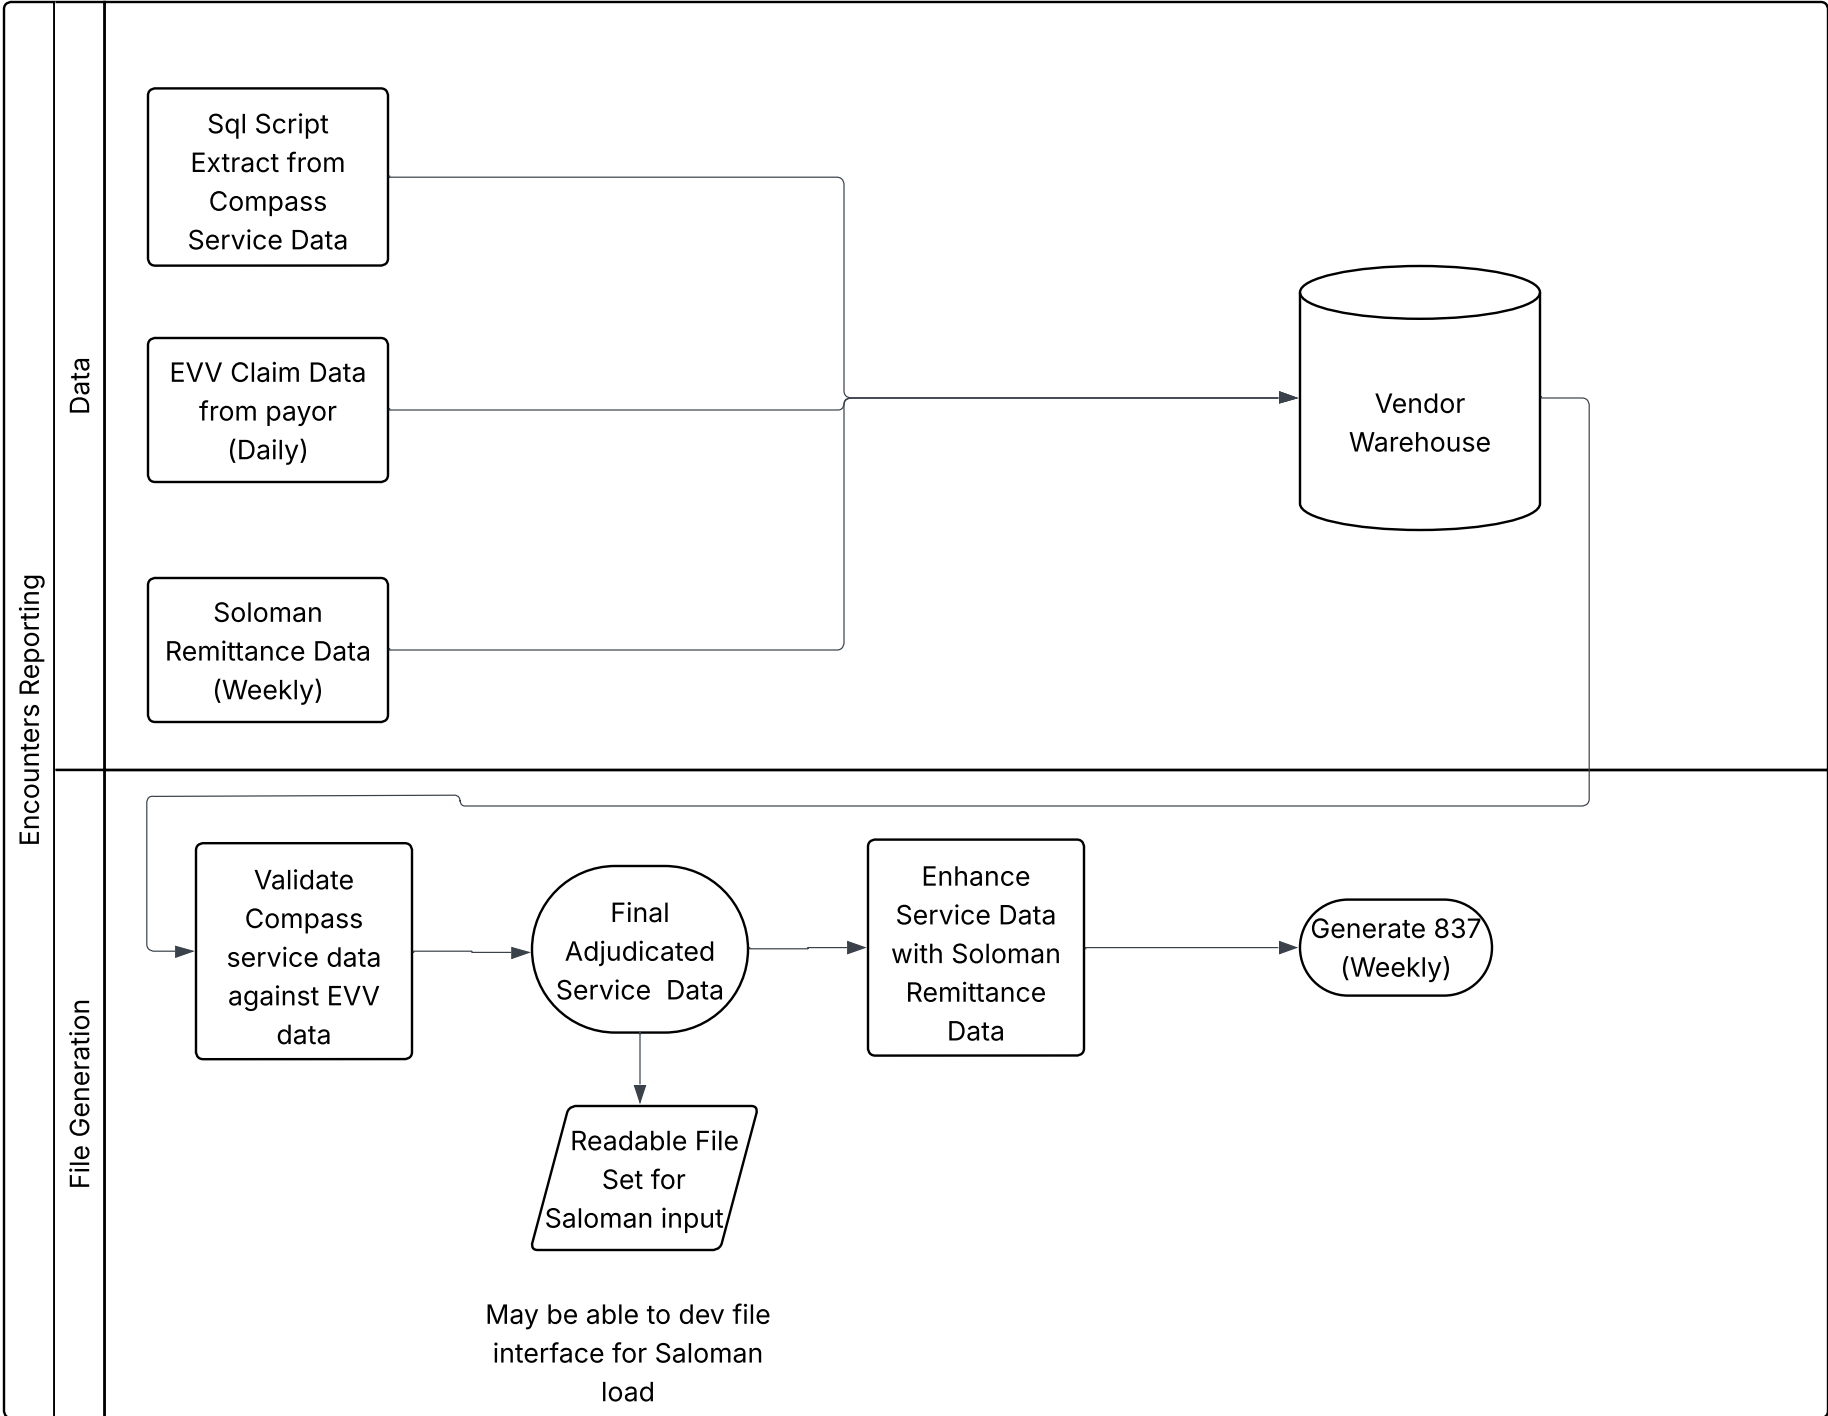 Encounters Reporting
Data
Sql Script
Extract from
Compass
Service Data
EVV Claim Data
from payor
(Daily)
Soloman
Remittance Data
(Weekly)
Vendor
Warehouse
File Generation
Validate
Compass
service data
against EVV
data
Final
Adjudicated
Service  Data
Enhance
Service Data
with Soloman
Remittance
Data
Generate 837
(Weekly)
Readable File
Set for
Saloman input
May be able to dev file
interface for Saloman
load